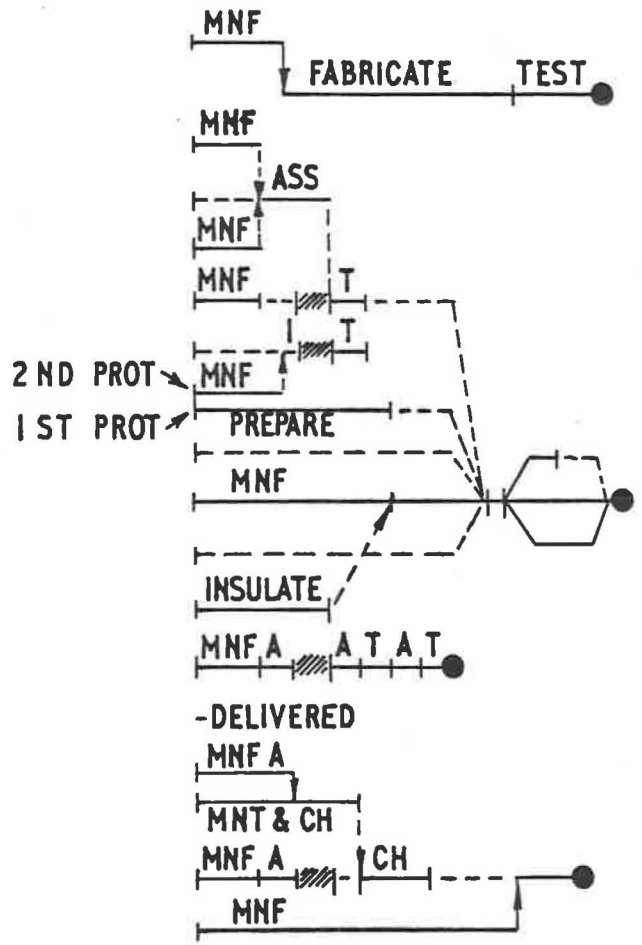 MNF
FABRICATE TEST
MNF
ASS
MNF
MNF T
I T
2ND PROT MNF
1ST PROT PREPARE
MNF
INSULATE
MNF A A T A T
-DELIVERED
MNF A
MNT & CH
MNF A CH
MNF